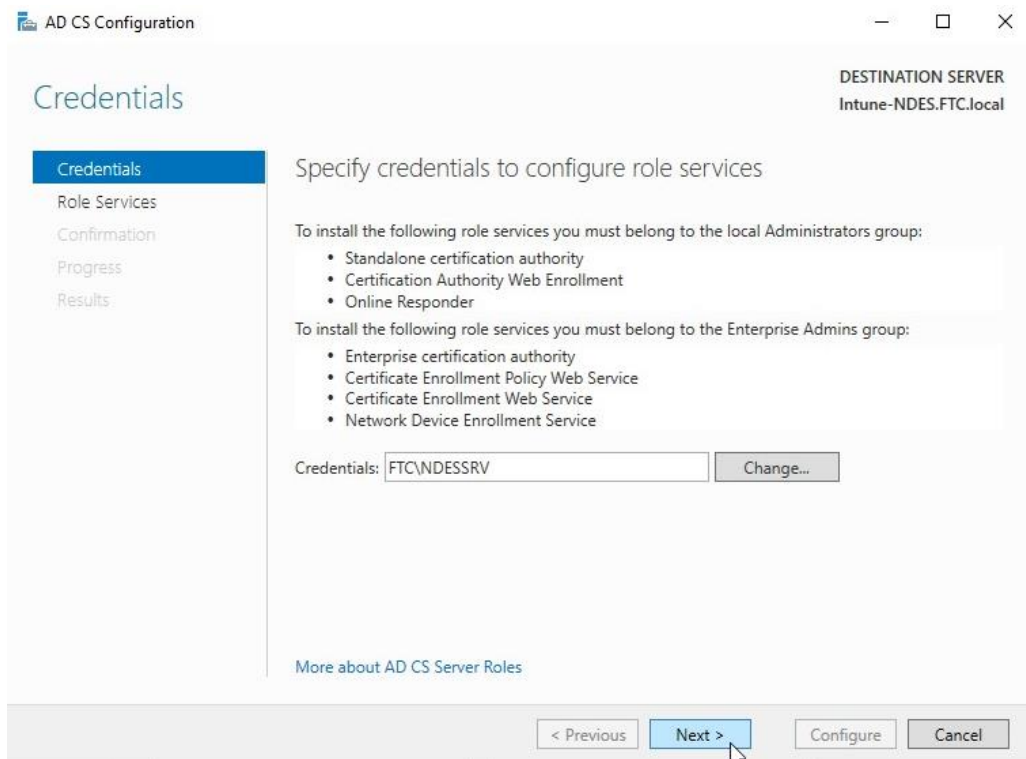 AD CS Configuration
DESTINATION SERVER
Intune-NDES.FTC.local
Credentials
Credentials
Role Services
Confirmation
Progress
Results
Specify credentials to configure role services
To install the following role services you must belong to the local Administrators group:
• Standalone certification authority
• Certification Authority Web Enrollment
• Online Responder
To install the following role services you must belong to the Enterprise Admins group:
• Enterprise certification authority
• Certificate Enrollment Policy Web Service
• Certificate Enrollment Web Service
• Network Device Enrollment Service
Credentials: FTC\NDESSRV Change...
More about AD CS Server Roles
< Previous Next > Configure Cancel